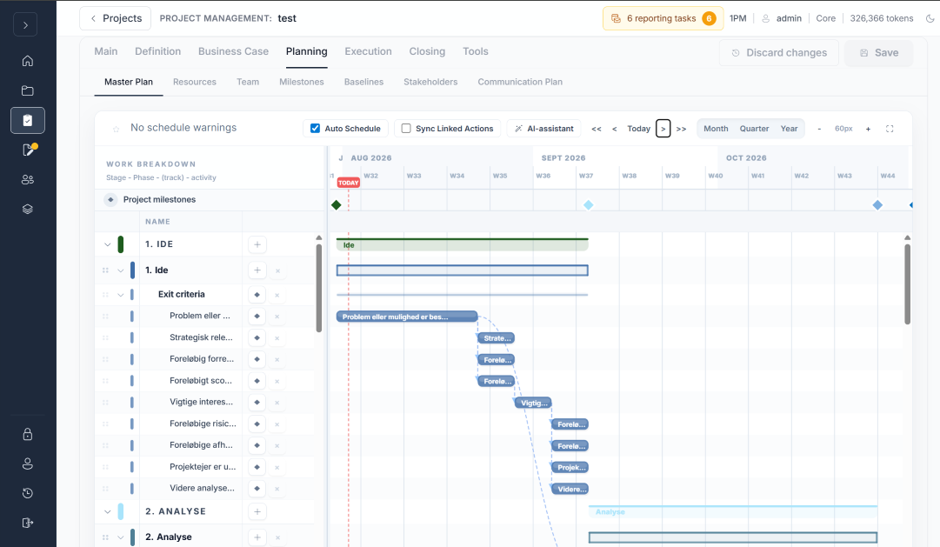 Projects
PROJECT MANAGEMENT: test
6 reporting tasks 6
1PM
admin
Core
326,366 tokens
Main Definition Business Case Planning Execution Closing Tools
Discard changes
Save
Master Plan Resources Team Milestones Baselines Stakeholders Communication Plan
No schedule warnings
Auto Schedule
Sync Linked Actions
AI-assistant
<< < Today > >>
Month Quarter Year
- 60px +
WORK BREAKDOWN
Stage - Phase - (track) - activity
J AUG 2026 SEPT 2026 OCT 2026
W32 W33 W34 W35 W36 W37 W38 W39 W40 W41 W42 W43 W44
TODAY
Project milestones
NAME
1. IDE +
Ide
1. Ide + ×
Exit criteria ×
Problem eller ... ×
Problem eller mulighed er bes...
Strategisk rele... ×
Strate...
Foreløbig forre... ×
Forelø...
Foreløbigt sco... ×
Forelø...
Vigtige interes... ×
Vigtig...
Foreløbige risic... ×
Forelø...
Foreløbige afh... ×
Forelø...
Projektejer er u... ×
Projek...
Videre analyse... ×
Videre...
2. ANALYSE +
Analyse
2. Analyse + ×